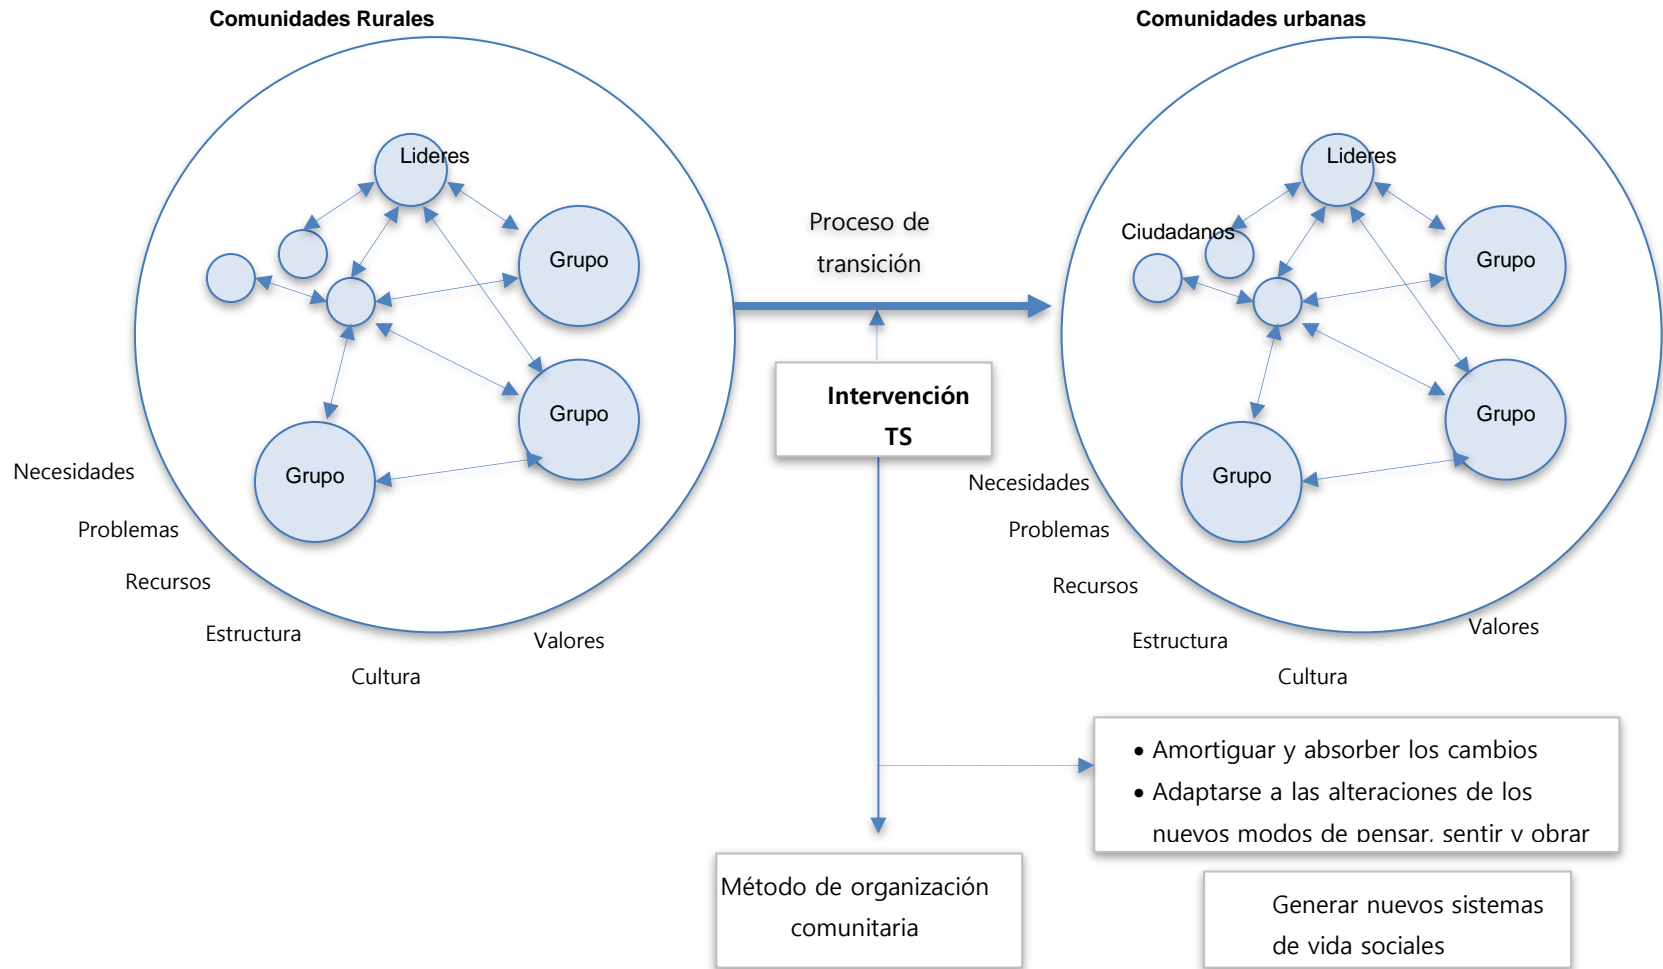 Comunidades Rurales
Lideres
Grupo
Grupo
Grupo
Necesidades
Problemas
Recursos
Estructura
Cultura
Valores
Proceso de
transición
Intervención
TS
Comunidades urbanas
Lideres
Ciudadanos
Grupo
Grupo
Grupo
Necesidades
Problemas
Recursos
Estructura
Cultura
Valores
• Amortiguar y absorber los cambios
• Adaptarse a las alteraciones de los
nuevos modos de pensar, sentir y obrar
Método de organización
comunitaria
Generar nuevos sistemas
de vida sociales